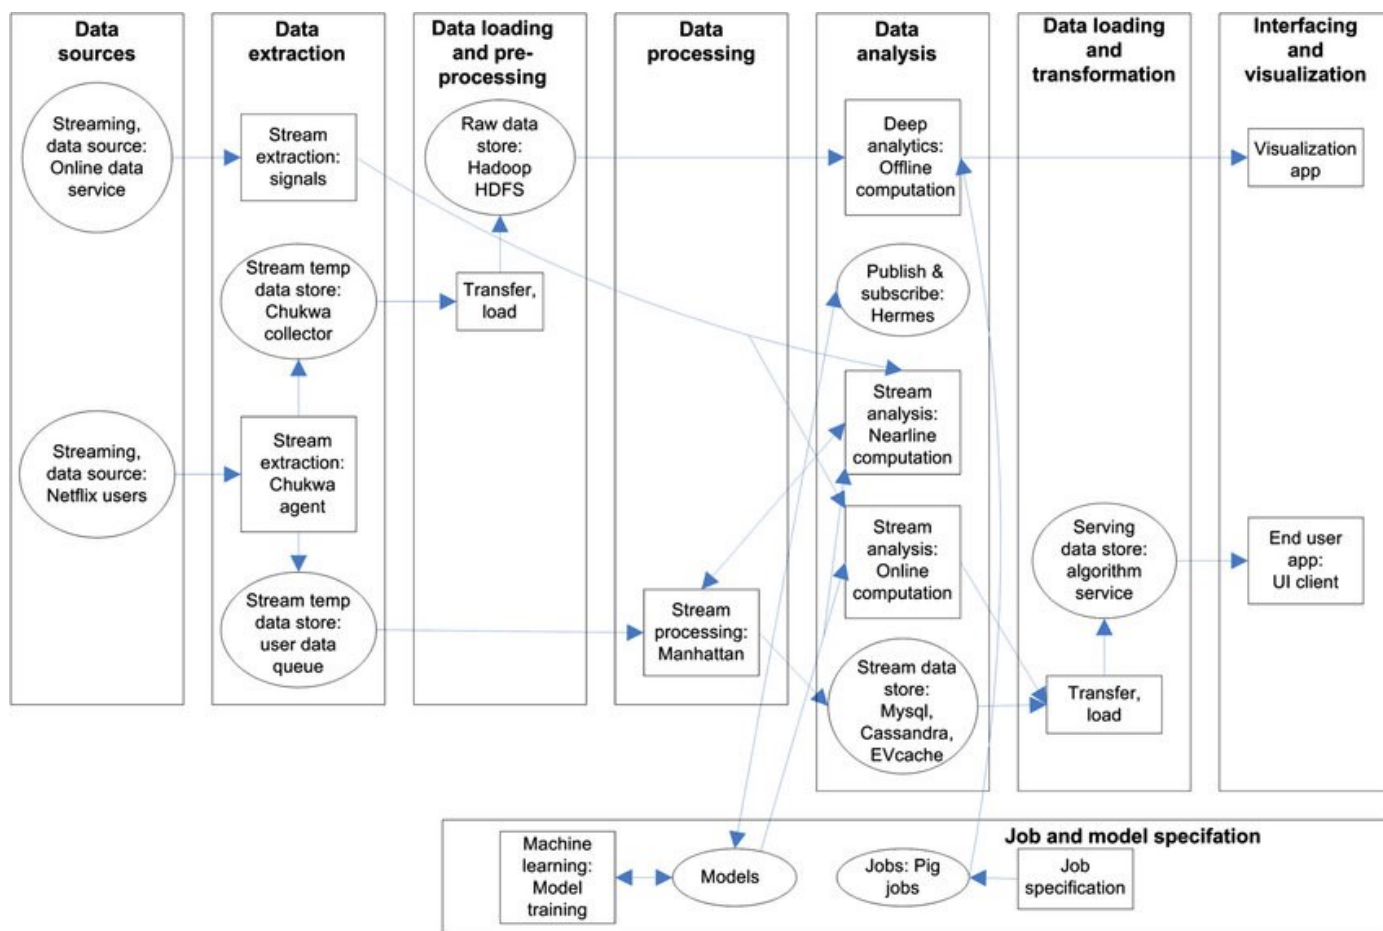 Data
sources
Streaming,
data source:
Online data
service
Streaming,
data source:
Netflix users
Data
extraction
Stream
extraction:
signals
Stream temp
data store:
Chukwa
collector
Stream
extraction:
Chukwa
agent
Stream temp
data store:
user data
queue
Data loading
and pre-
processing
Raw data
store:
Hadoop
HDFS
Transfer,
load
Data
processing
Stream
processing:
Manhattan
Data
analysis
Deep
analytics:
Offline
computation
Publish &
subscribe:
Hermes
Stream
analysis:
Nearline
computation
Stream
analysis:
Online
computation
Stream data
store:
Mysql,
Cassandra,
EVcache
Data loading
and
transformation
Serving
data store:
algorithm
service
Transfer,
load
Interfacing
and
visualization
Visualization
app
End user
app:
UI client
Job and model specifation
Machine
learning:
Model
training
Models
Jobs: Pig
jobs
Job
specification